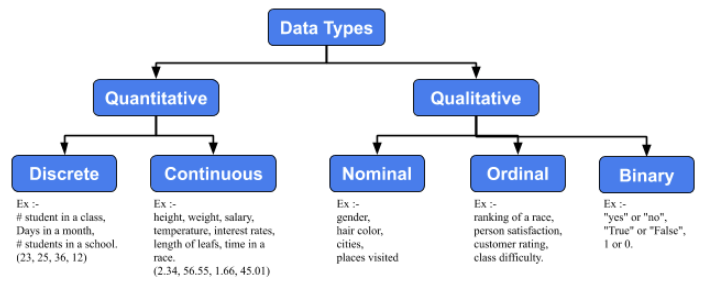 Data Types
Quantitative
Qualitative
Discrete
Continuous
Nominal
Ordinal
Binary
Ex :-
# student in a class,
Days in a month,
# students in a school.
(23, 25, 36, 12)
Ex :-
height, weight, salary,
temperature, interest rates,
length of leafs, time in a
race.
(2.34, 56.55, 1.66, 45.01)
Ex :-
gender,
hair color,
cities,
places visited
Ex :-
ranking of a race,
person satisfaction,
customer rating,
class difficulty.
Ex :-
"yes" or "no",
"True" or "False",
1 or 0.